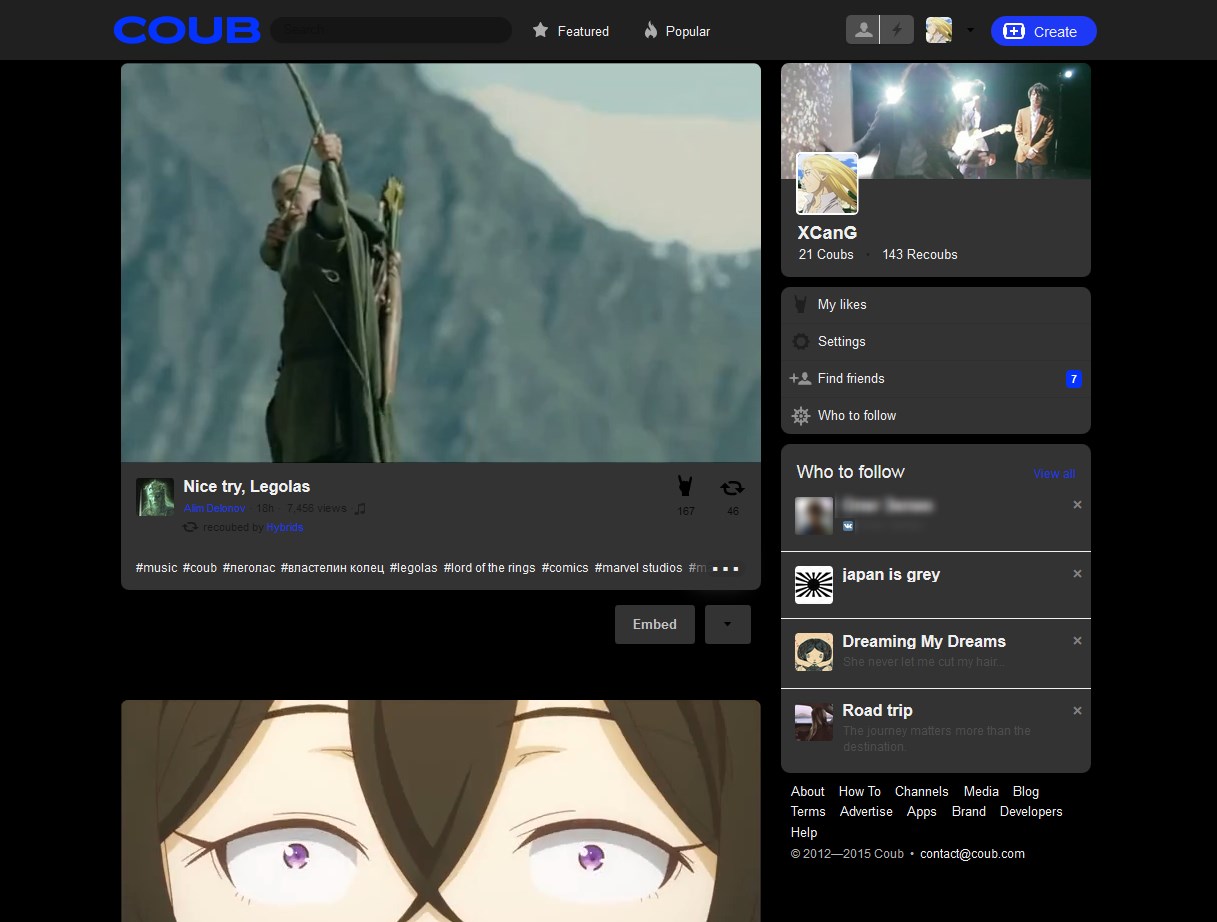 COUB
Search
Featured
Popular
Create
Nice try, Legolas
Alim Delonov · 18h · 7,456 views
recoubed by Hybrids
167
46
#music #coub #леголас #властелин колец #legolas #lord of the rings #comics #marvel studios #m
Embed
XCanG
21 Coubs · 143 Recoubs
My likes
Settings
Find friends
7
Who to follow
Who to follow
View all
japan is grey
Dreaming My Dreams
She never let me cut my hair...
Road trip
The journey matters more than the
destination.
About How To Channels Media Blog
Terms Advertise Apps Brand Developers
Help
© 2012—2015 Coub • contact@coub.com